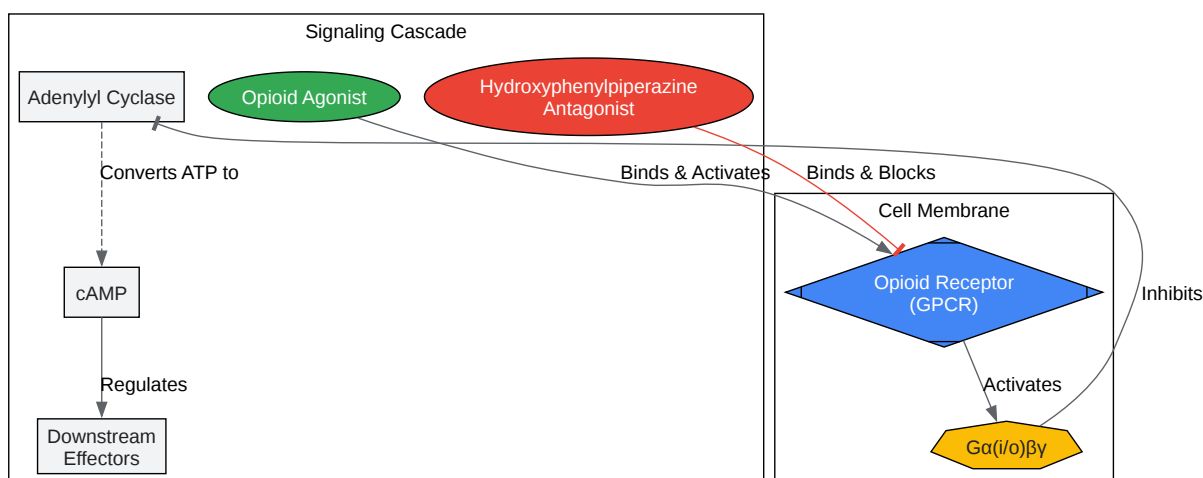 Signaling Cascade
Adenylyl Cyclase
Opioid Agonist
Hydroxyphenylpiperazine
Antagonist
Converts ATP to
Binds & Activates
Binds & Blocks
Cell Membrane
cAMP
Opioid Receptor
(GPCR)
Inhibits
Regulates
Activates
Downstream
Effectors
Gα(i/o)βγ